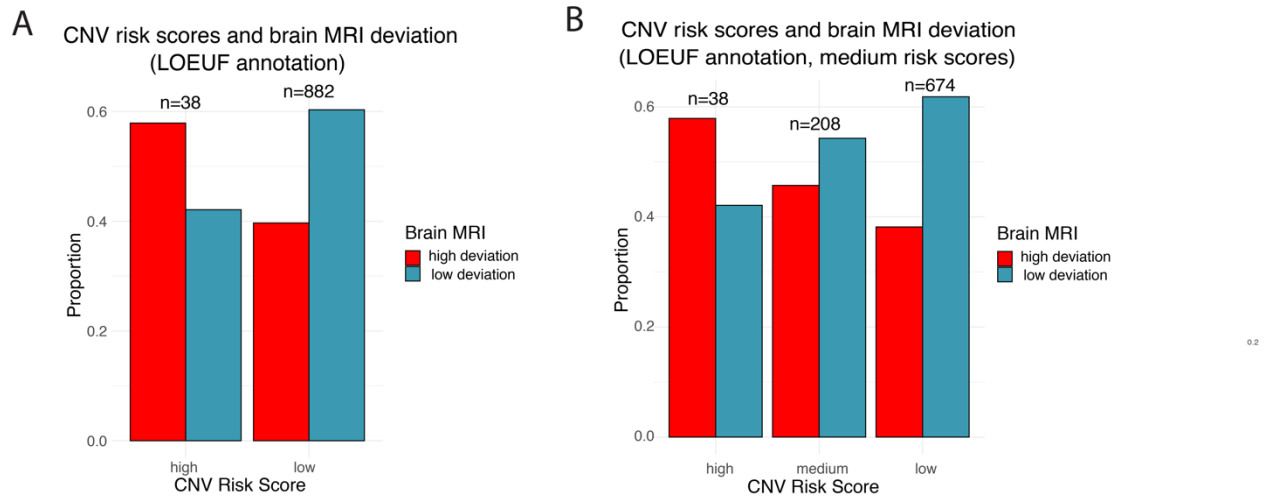 A
CNV risk scores and brain MRI deviation
(LOEUF annotation)
n=38
n=882
0.6
0.4
0.2
0.0
Proportion
high
low
CNV Risk Score
Brain MRI
high deviation
low deviation
B
CNV risk scores and brain MRI deviation
(LOEUF annotation, medium risk scores)
n=38
n=208
n=674
0.6
0.4
0.2
0.0
Proportion
high
medium
low
CNV Risk Score
Brain MRI
high deviation
low deviation
0.2